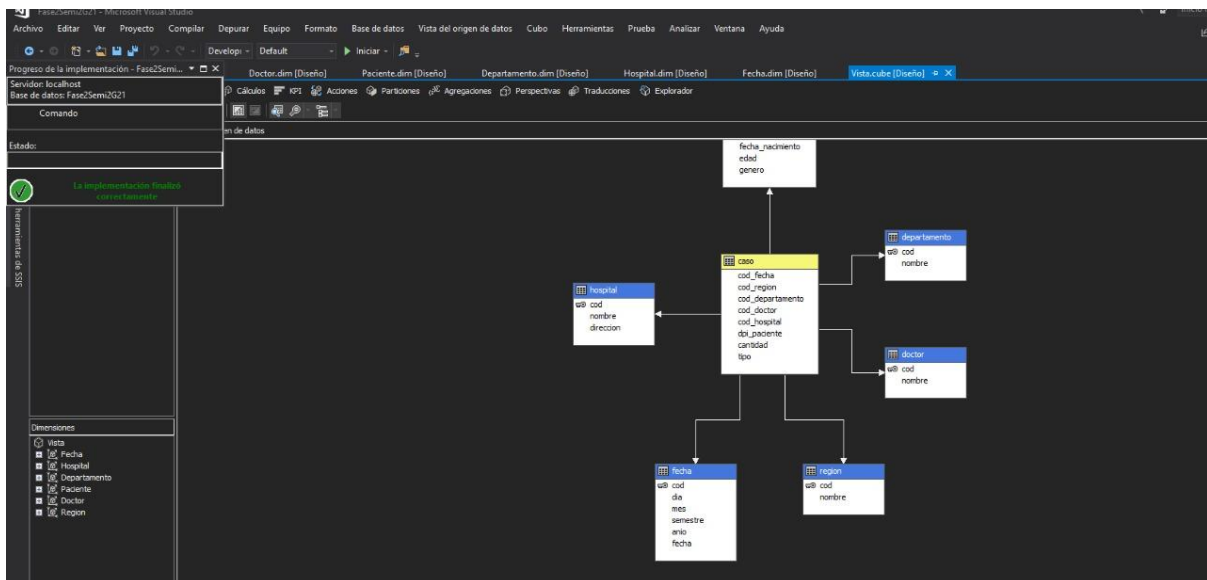 Fase2Semi2G21 - Microsoft Visual Studio
Archivo Editar Ver Proyecto Compilar Depurar Equipo Formato Base de datos Vista del origen de datos Cubo Herramientas Prueba Analizar Ventana Ayuda
Develop Default Iniciar
Progreso de la implementación - Fase2Semi...
Doctor.dim [Diseño] Paciente.dim [Diseño] Departamento.dim [Diseño] Hospital.dim [Diseño] Fecha.dim [Diseño] Vista.cube [Diseño]
Servidor: localhost
Base de datos: Fase2Semi2G21
Cálculos KPI Acciones Particiones Agregaciones Perspectivas Traducciones Explorador
Comando
en de datos
Estado:
La implementación finalizó
correctamente
herramientas de SSIS
fecha_nacimiento
edad
genero
departamento
cod
nombre
caso
cod_fecha
cod_region
cod_departamento
cod_doctor
cod_hospital
dpi_paciente
cantidad
tipo
hospital
cod
nombre
direccion
doctor
cod
nombre
fecha
cod
dia
mes
semestre
anio
fecha
region
cod
nombre
Dimensiones
Vista
Fecha
Hospital
Departamento
Paciente
Doctor
Region